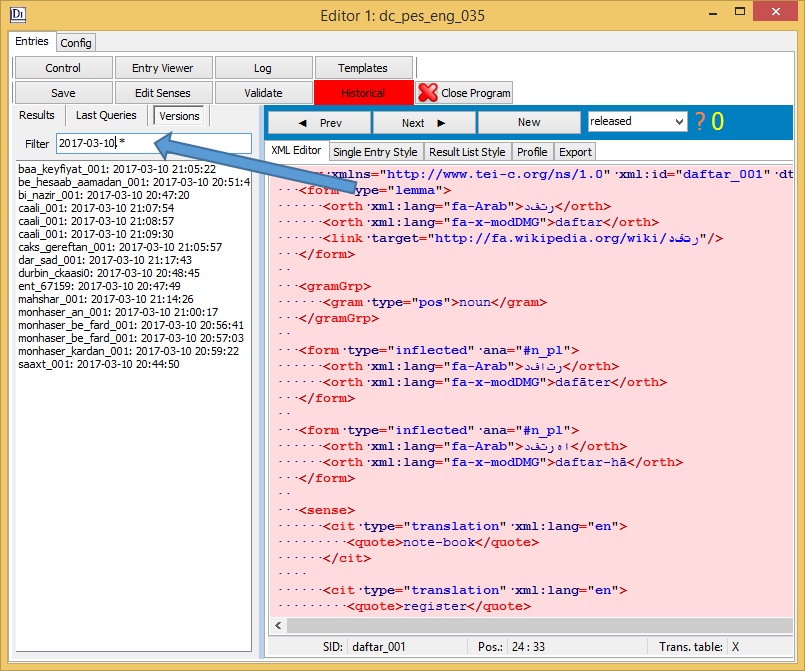 Editor 1: dc_pes_eng_035
Entries Config
Control Entry Viewer Log Templates
Save Edit Senses Validate Historical Close Program
Results Last Queries Versions
Filter 2017-03-10.*
baa_keyfiyat_001: 2017-03-10 21:05:22
be_hesaab_aamadan_001: 2017-03-10 20:51:4
bi_nazir_001: 2017-03-10 20:47:20
caali_001: 2017-03-10 21:07:54
caali_001: 2017-03-10 21:08:57
caali_001: 2017-03-10 21:09:30
caks_gereftan_001: 2017-03-10 21:05:57
dar_sad_001: 2017-03-10 21:17:43
durbin_ckaasi0: 2017-03-10 20:48:45
ent_67159: 2017-03-10 20:47:49
mahshar_001: 2017-03-10 21:14:26
monhaser_an_001: 2017-03-10 21:00:17
monhaser_be_fard_001: 2017-03-10 20:56:41
monhaser_be_fard_001: 2017-03-10 20:57:03
monhaser_kardan_001: 2017-03-10 20:59:22
saaxt_001: 2017-03-10 20:44:50
Prev Next New released ? 0
XML Editor Single Entry Style Result List Style Profile Export
xmlns="http://www.tei-c.org/ns/1.0" xml:id="daftar_001" dt
<form type="lemma">
<orth xml:lang="fa-Arab">رتفد</orth>
<orth xml:lang="fa-x-modDMG">daftar</orth>
<link target="http://fa.wikipedia.org/wiki/رتفد"/>
</form>
<gramGrp>
<gram type="pos">noun</gram>
</gramGrp>
<form type="inflected" ana="#n_pl">
<orth xml:lang="fa-Arab">رتافد</orth>
<orth xml:lang="fa-x-modDMG">dafāter</orth>
</form>
<form type="inflected" ana="#n_pl">
<orth xml:lang="fa-Arab">اه رتفد</orth>
<orth xml:lang="fa-x-modDMG">daftar-hā</orth>
</form>
<sense>
<cit type="translation" xml:lang="en">
<quote>note-book</quote>
</cit>
<cit type="translation" xml:lang="en">
<quote>register</quote>
SID: daftar_001 Pos.: 24 : 33 Trans. table: X